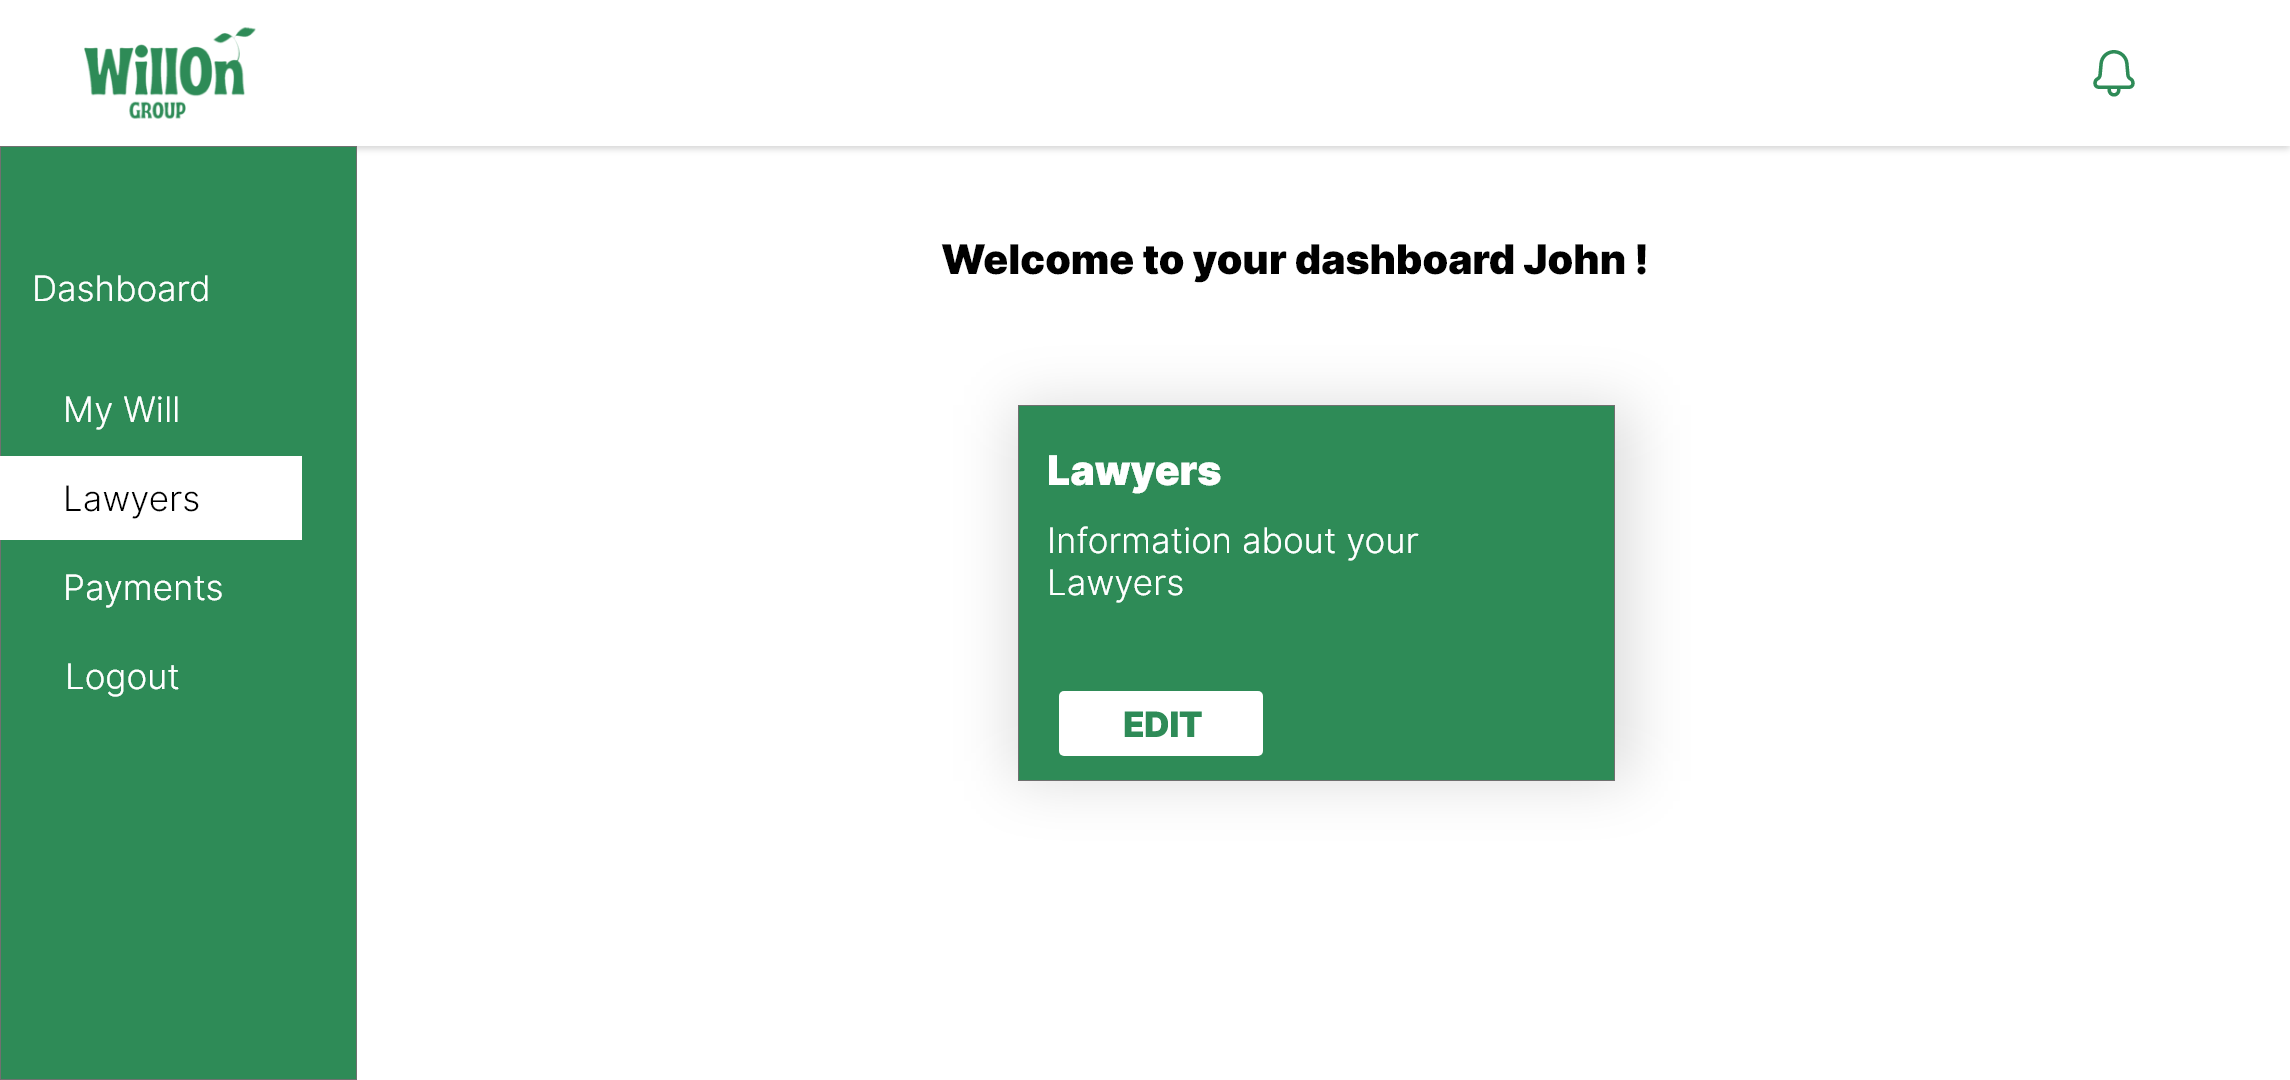 WillOn
GROUP
Welcome to your dashboard John !
Dashboard
My Will
Lawyers
Payments
Logout
Lawyers
Information about your
Lawyers
EDIT